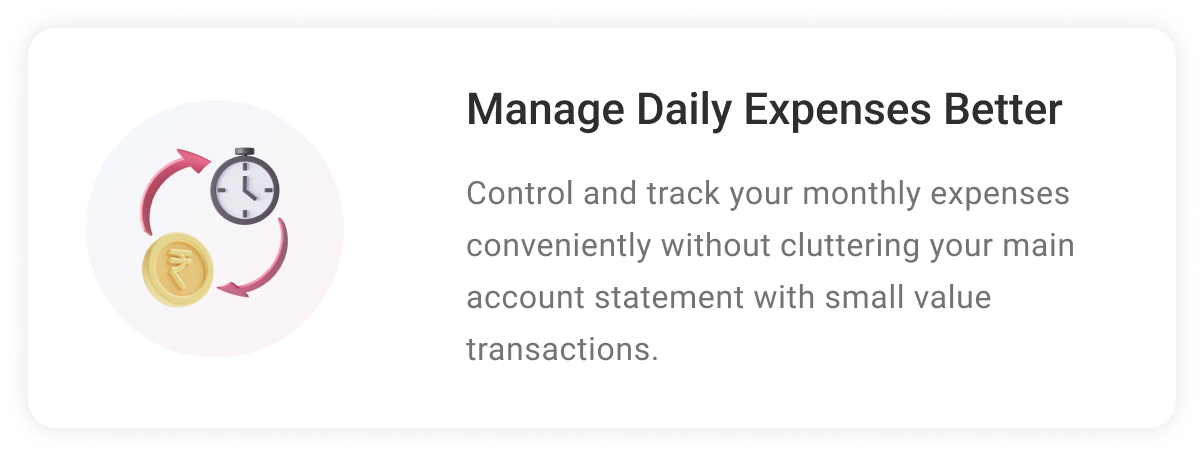 Manage Daily Expenses Better
Control and track your monthly expenses
conveniently without cluttering your main
account statement with small value
transactions.
₹